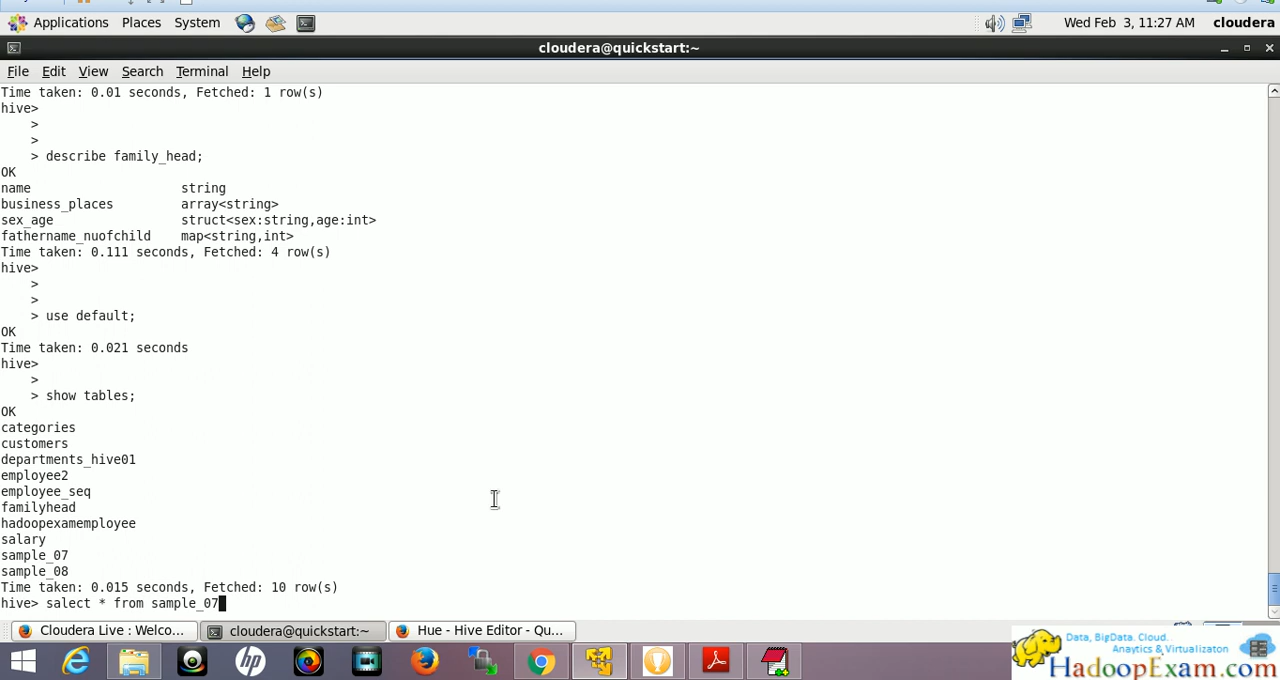 Applications Places System Wed Feb 3, 11:27 AM cloudera
cloudera@quickstart:~
File Edit View Search Terminal Help
Time taken: 0.01 seconds, Fetched: 1 row(s)
hive>
>
>
> describe family_head;
OK
name string
business_places array<string>
sex_age struct<sex:string,age:int>
fathername_nuofchild map<string,int>
Time taken: 0.111 seconds, Fetched: 4 row(s)
hive>
>
>
> use default;
OK
Time taken: 0.021 seconds
hive>
>
> show tables;
OK
categories
customers
departments_hive01
employee2
employee_seq
familyhead
hadoopexamemployee
salary
sample_07
sample_08
Time taken: 0.015 seconds, Fetched: 10 row(s)
hive> salect * from sample_07
Cloudera Live : Welco... cloudera@quickstart:~ Hue - Hive Editor - Qu...
hp
Data, BigData. Cloud.
Anaytics & Virtualizaton
HadoopExam.com